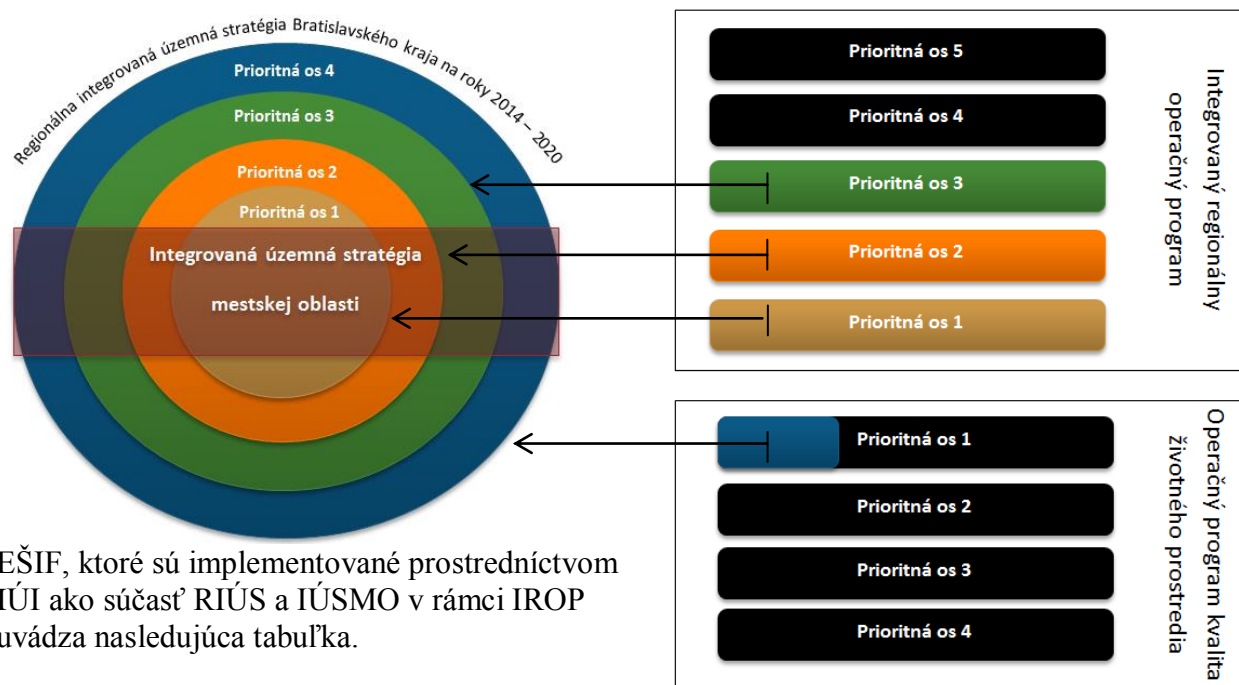 Regionálna integrovaná územná stratégia Bratislavského kraja na roky 2014 – 2020
Prioritná os 4
Prioritná os 3
Prioritná os 2
Prioritná os 1
Integrovaná územná stratégia
mestskej oblasti
Prioritná os 5
Prioritná os 4
Prioritná os 3
Prioritná os 2
Prioritná os 1
Integrovaný regionálny
operačný program
Prioritná os 1
Prioritná os 2
Prioritná os 3
Prioritná os 4
Operačný program kvalita
životného prostredia
EŠIF, ktoré sú implementované prostredníctvom
IÚI ako súčasť RIÚS a IÚSMO v rámci IROP
uvádza nasledujúca tabuľka.